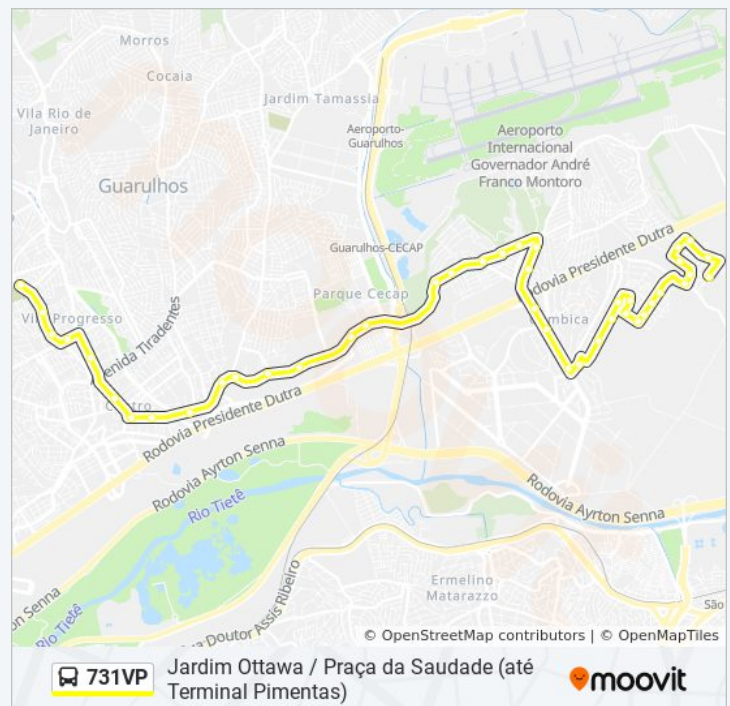 Morros
Cocaia
Vila Rio de
Janeiro
Jardim Tamassia
Aeroporto-
Guarulhos
Aeroporto
Internacional
Governador André
Franco Montoro
Guarulhos
Guarulhos-CECAP
Parque Cecap
Rodovia Presidente Dutra
Progresso
Avenida Tiradentes
Rodovia Presidente Dutra
Rodovia Ayrton Senna
Rio Tietê
Rodovia Ayrton Senna
Ermelino
Matarazzo
São
on Senna
Rio Tietê
Doutor Assis Ribeiro
© OpenStreetMap contributors | © OpenMapTiles
731VP
Jardim Ottawa / Praça da Saudade (até
Terminal Pimentas)
moovit